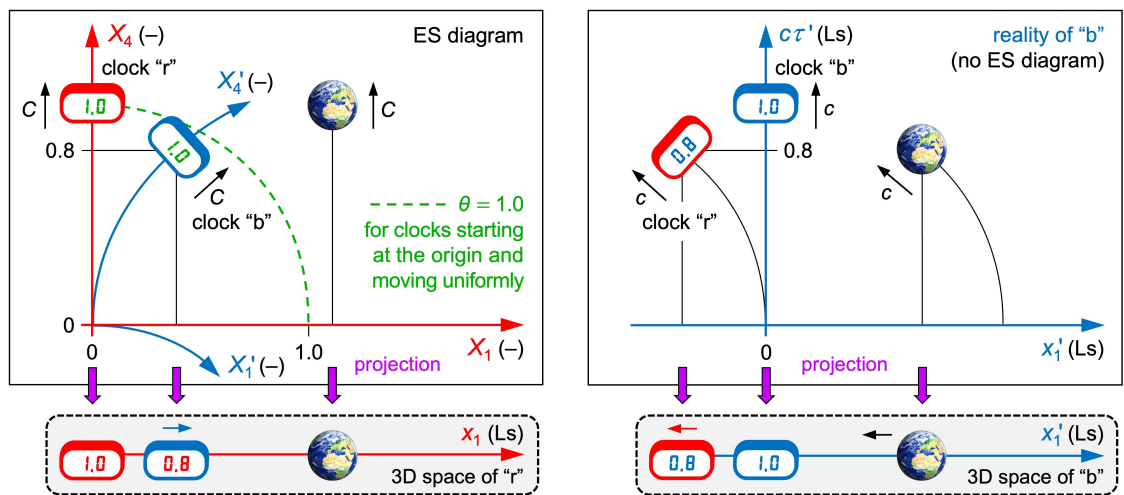 X₄ (–)
ES diagram
clock “r”
X₄′ (–)
C
1.0
C
0.8
1.0
C
clock “b”
θ = 1.0
for clocks starting
at the origin and
moving uniformly
0
0
1.0
X₁ (–)
X₁′ (–)
projection
x₁ (Ls)
1.0
0.8
3D space of “r”
cτ′ (Ls)
reality of “b”
(no ES diagram)
clock “b”
1.0
c
0.8
0.8
c
c
clock “r”
0
x₁′ (Ls)
projection
x₁′ (Ls)
0.8
1.0
3D space of “b”